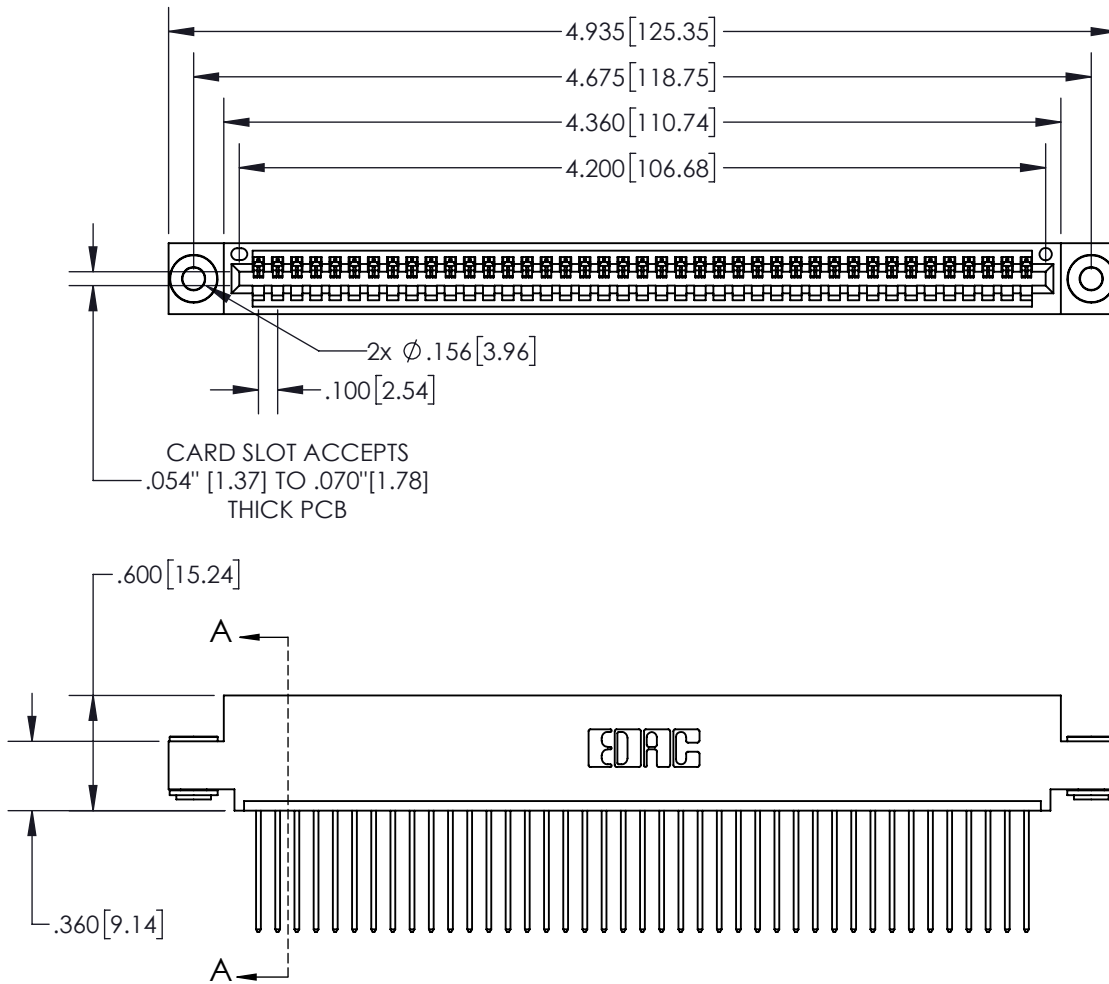 4.935[125.35]
4.675[118.75]
4.360[110.74]
4.200[106.68]
2x Ø.156[3.96]
.100[2.54]
CARD SLOT ACCEPTS
.054" [1.37] TO .070"[1.78]
THICK PCB
.600[15.24]
A
EDAC
.360[9.14]
A